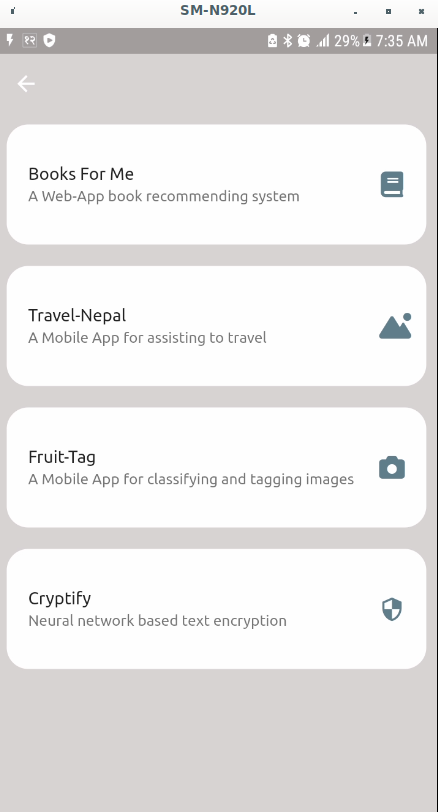 SM-N920L
१२
29%
7:35 AM
Books For Me
A Web-App book recommending system
Travel-Nepal
A Mobile App for assisting to travel
Fruit-Tag
A Mobile App for classifying and tagging images
Cryptify
Neural network based text encryption